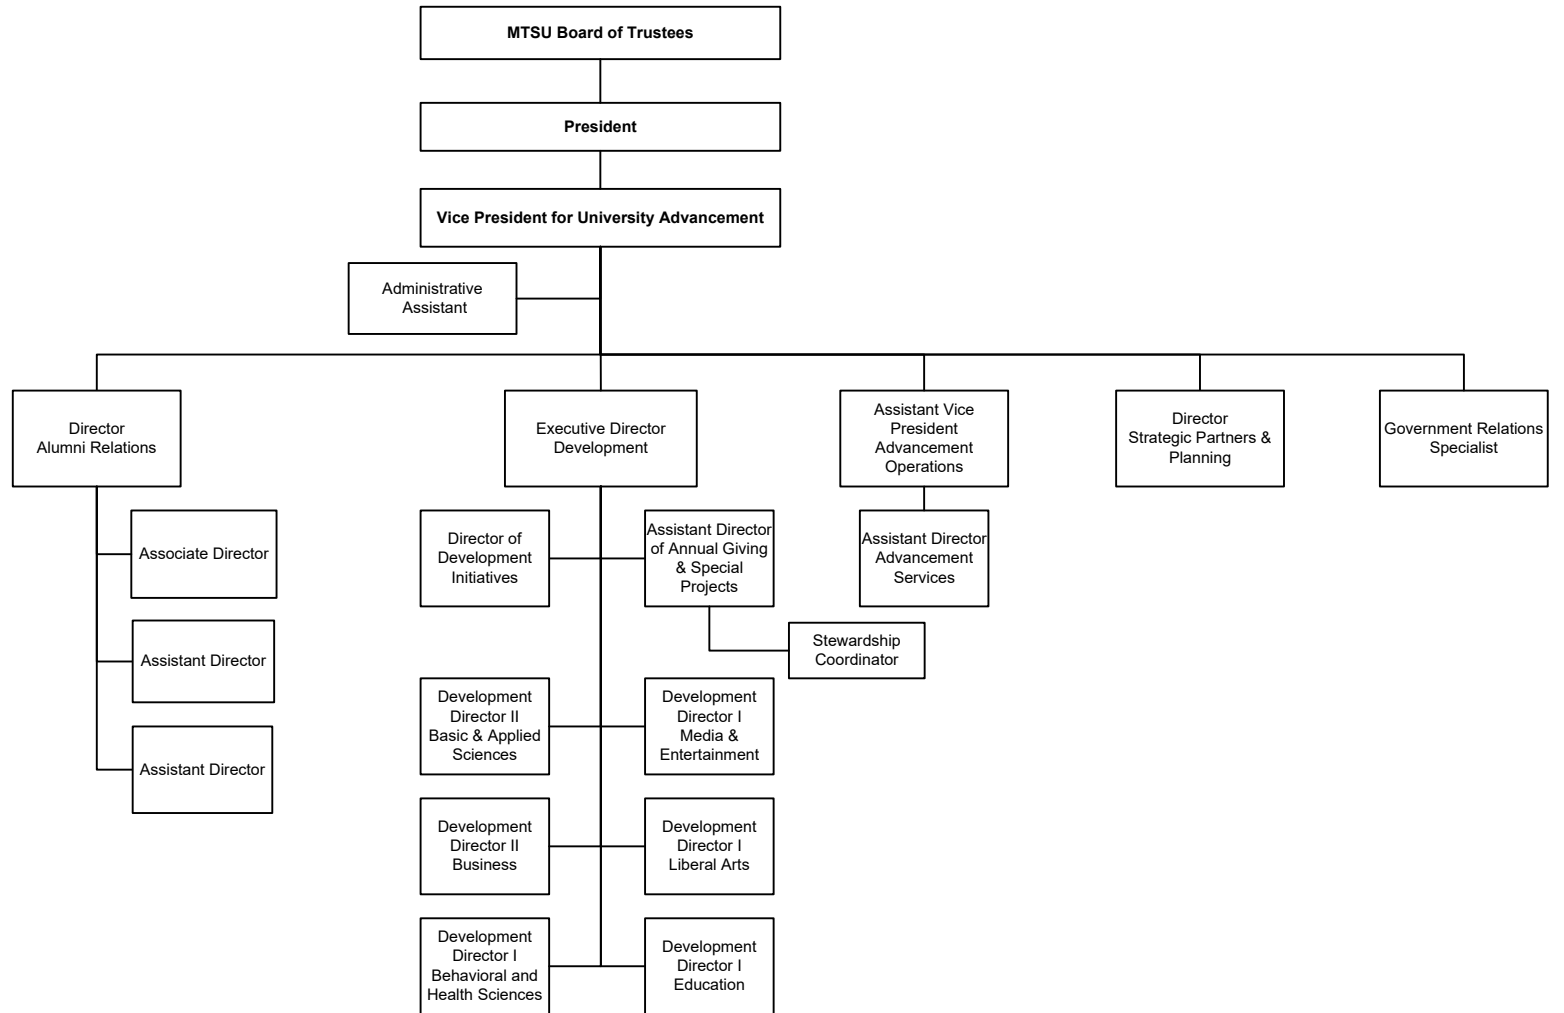 MTSU Board of Trustees
President
Vice President for University Advancement
Administrative
Assistant
Director
Alumni Relations
Executive Director
Development
Assistant Vice
President
Advancement
Operations
Director
Strategic Partners &
Planning
Government Relations
Specialist
Associate Director
Assistant Director
Assistant Director
Director of
Development
Initiatives
Assistant Director
of Annual Giving
& Special
Projects
Stewardship
Coordinator
Development
Director II
Basic & Applied
Sciences
Development
Director I
Media &
Entertainment
Development
Director II
Business
Development
Director I
Liberal Arts
Development
Director I
Behavioral and
Health Sciences
Development
Director I
Education
Assistant Director
Advancement
Services